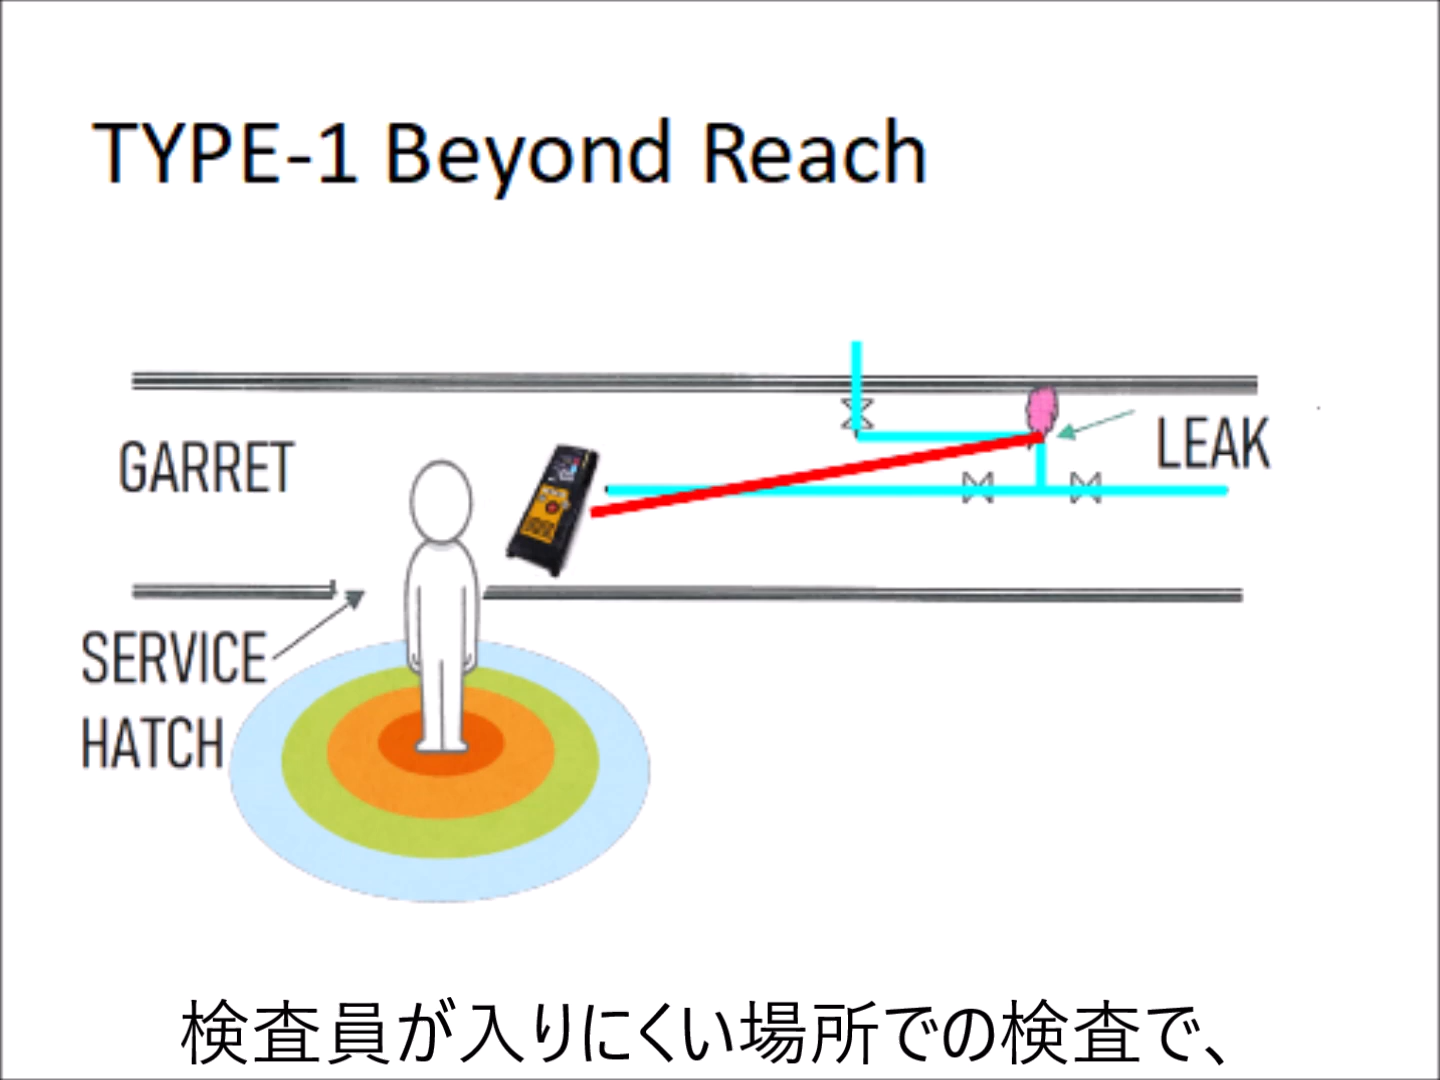 TYPE-1 Beyond Reach
GARRET
LEAK
SERVICE
HATCH
検査員が入りにくい場所での検査で、